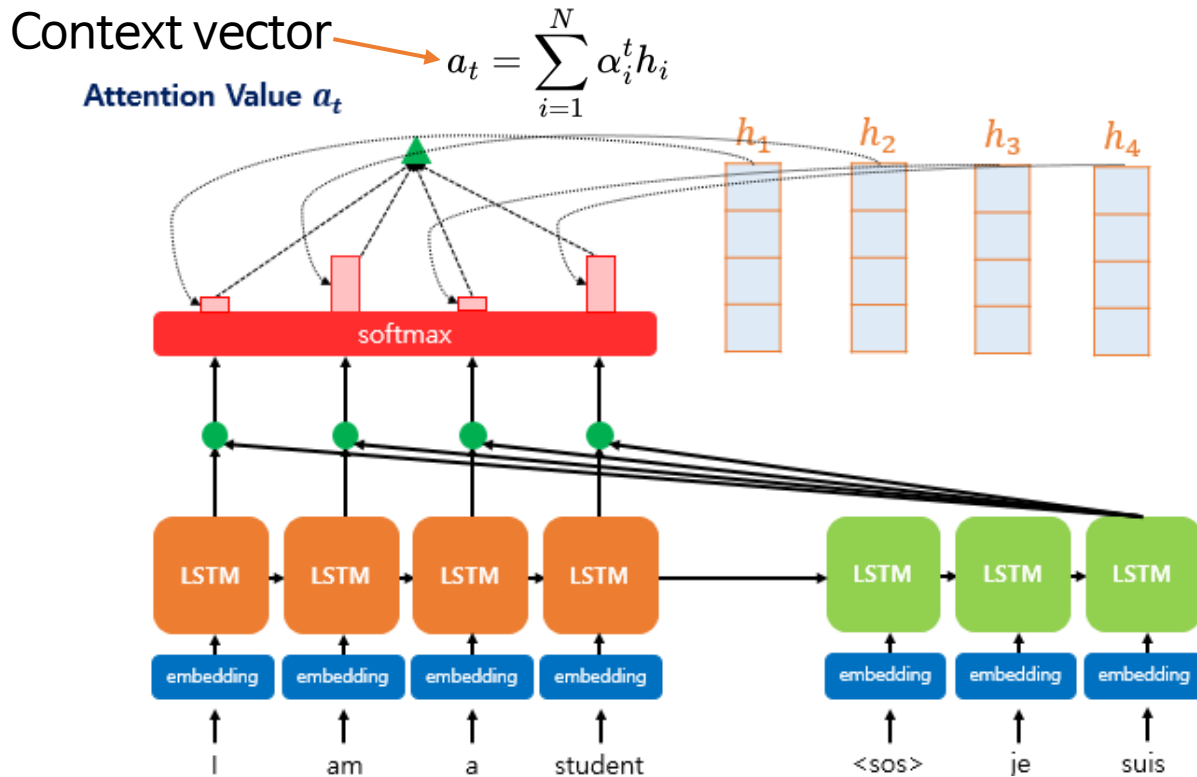 Context vector
a_t = \sum_{i=1}^{N} α_i^t h_i
Attention Value a_t
h_1 h_2 h_3 h_4
softmax
LSTM LSTM LSTM LSTM LSTM LSTM LSTM
embedding embedding embedding embedding embedding embedding embedding
I am a student <sos> je suis